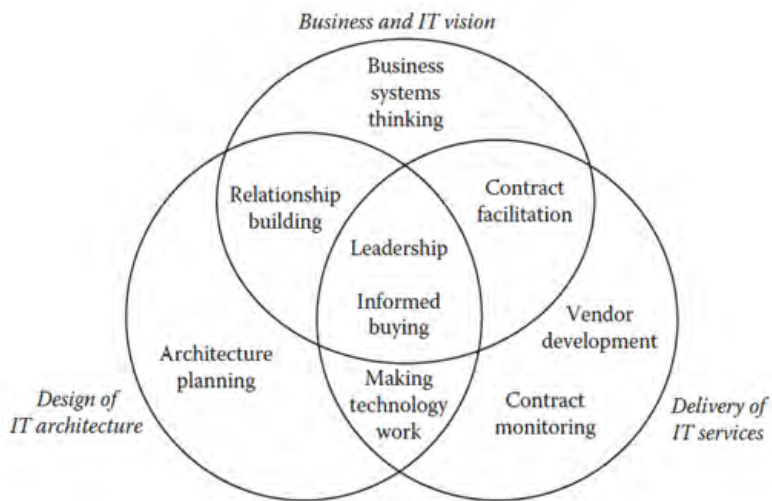 Business and IT vision
Business
systems
thinking
Relationship
building
Contract
facilitation
Leadership
Informed
buying
Vendor
development
Architecture
planning
Making
technology
work
Contract
monitoring
Design of
IT architecture
Delivery of
IT services